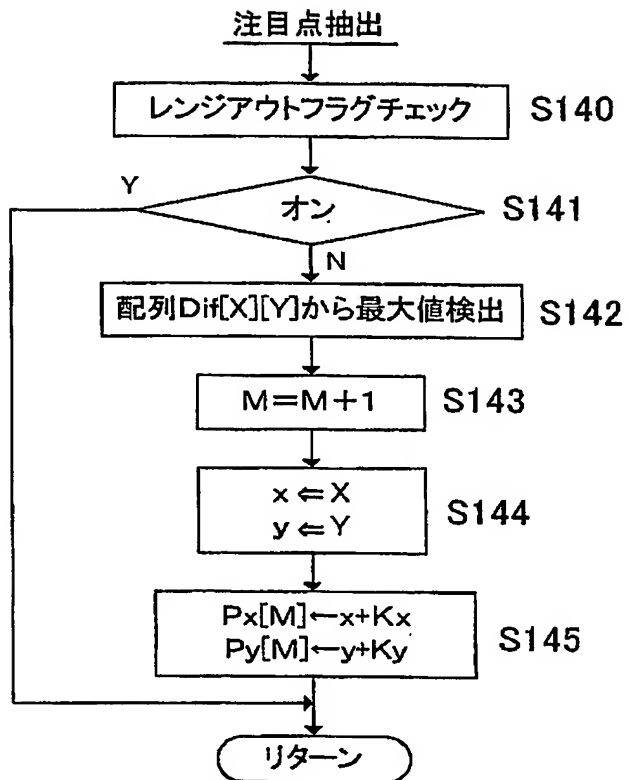 注目点抽出
レンジアウトフラグチェック S140
Y
オン S141
N
配列Dif[X][Y]から最大値検出 S142
M=M+1 S143
x⇐X
y⇐Y
S144
Px[M]←x+Kx
Py[M]←y+Ky
S145
リターン